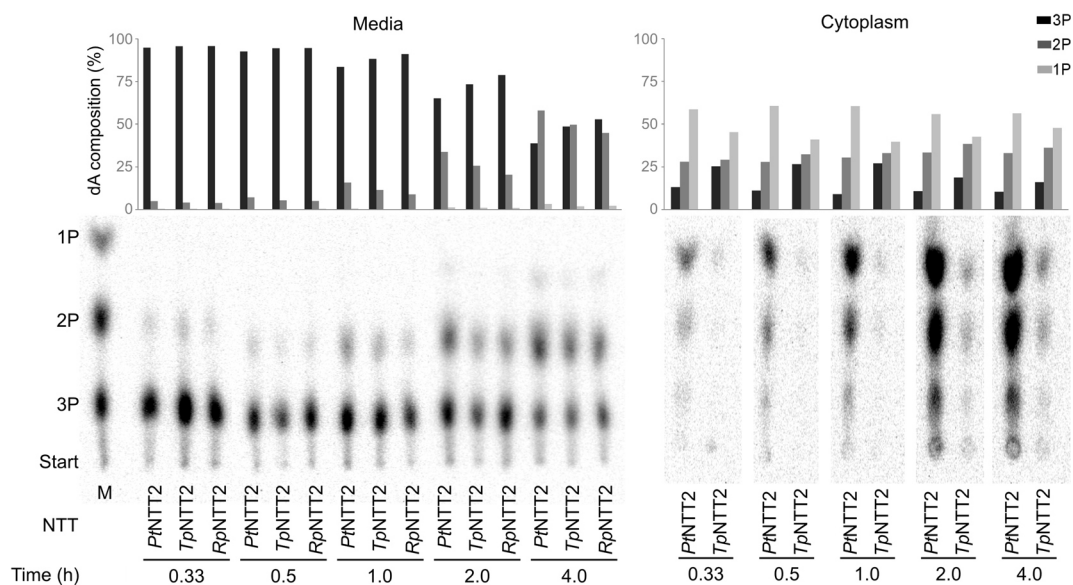 Media
Cytoplasm
3P
2P
1P
dA composition (%)
100
75
50
25
0
100
75
50
25
0
1P
2P
3P
Start
M
NTT
PtNTT2
TpNTT2
RpNTT2
PtNTT2
TpNTT2
RpNTT2
PtNTT2
TpNTT2
RpNTT2
PtNTT2
TpNTT2
RpNTT2
PtNTT2
TpNTT2
RpNTT2
PtNTT2
TpNTT2
PtNTT2
TpNTT2
PtNTT2
TpNTT2
PtNTT2
TpNTT2
PtNTT2
TpNTT2
Time (h)
0.33
0.5
1.0
2.0
4.0
0.33
0.5
1.0
2.0
4.0